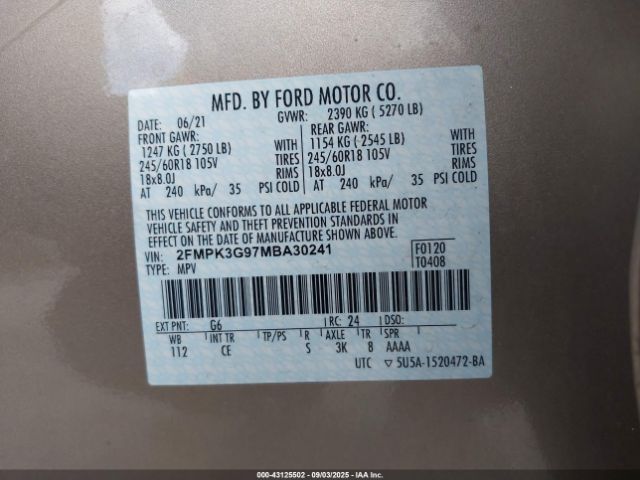 MFD. BY FORD MOTOR CO.
DATE: 06/21 GVWR: 2390 KG ( 5270 LB)
FRONT GAWR: REAR GAWR:
1247 KG ( 2750 LB) WITH 1154 KG ( 2545 LB) WITH
245/60R18 105V TIRES 245/60R18 105V TIRES
18x8.0J RIMS 18x8.0J RIMS
AT 240 kPa/ 35 PSI COLD AT 240 kPa/ 35 PSI COLD
THIS VEHICLE CONFORMS TO ALL APPLICABLE FEDERAL MOTOR
VEHICLE SAFETY AND THEFT PREVENTION STANDARDS IN
EFFECT ON THE DATE OF MANUFACTURE SHOWN ABOVE.
VIN: 2FMPK3G97MBA30241 F0120
TYPE: MPV T0408
EXT PNT: G6 RC: 24 DSO:
WB INT TR TP/PS R AXLE TR SPR
112 CE S 3K 8 AAAA
UTC ▽ 5U5A-1520472-BA
000-43125502 - 09/03/2025 - IAASAC.com